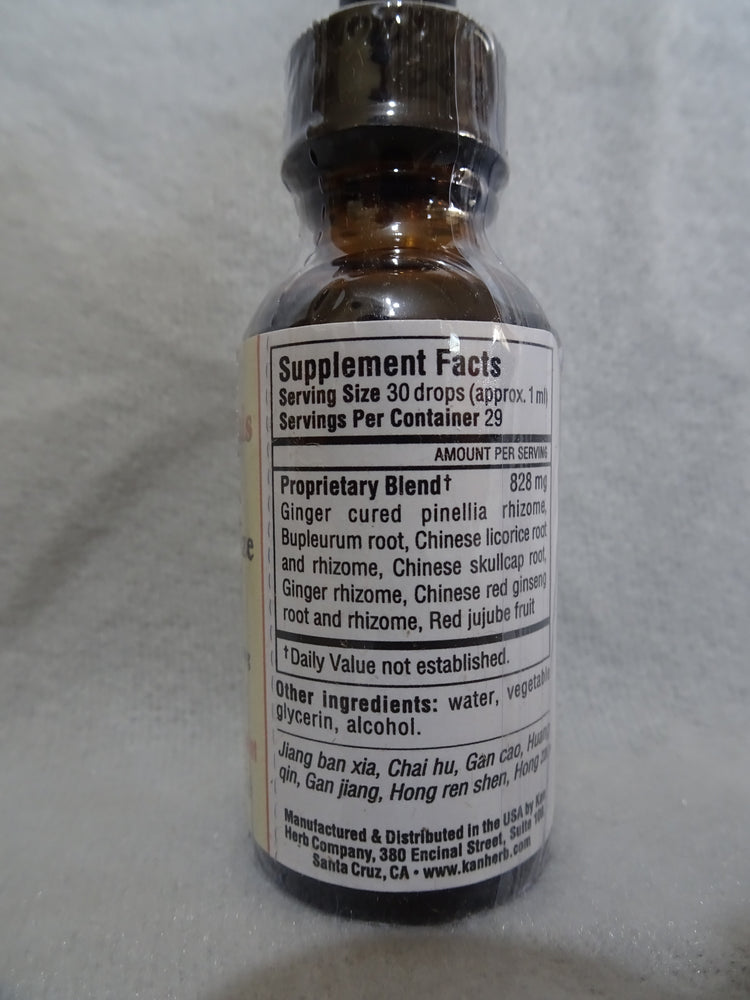 Supplement Facts
Serving Size 30 drops (approx. 1 ml)
Servings Per Container 29
AMOUNT PER SERVING
Proprietary Blend† 828 mg
Ginger cured pinellia rhizome,
Bupleurum root, Chinese licorice root
and rhizome, Chinese skullcap root,
Ginger rhizome, Chinese red ginseng
root and rhizome, Red jujube fruit
†Daily Value not established.
Other ingredients: water, vegetable
glycerin, alcohol.
Jiang ban xia, Chai hu, Gan cao, Huang
qin, Gan jiang, Hong ren shen, Hong
Manufactured & Distributed in the USA by Kan
Herb Company, 380 Encinal Street, Suite
Santa Cruz, CA • www.kanherb.com